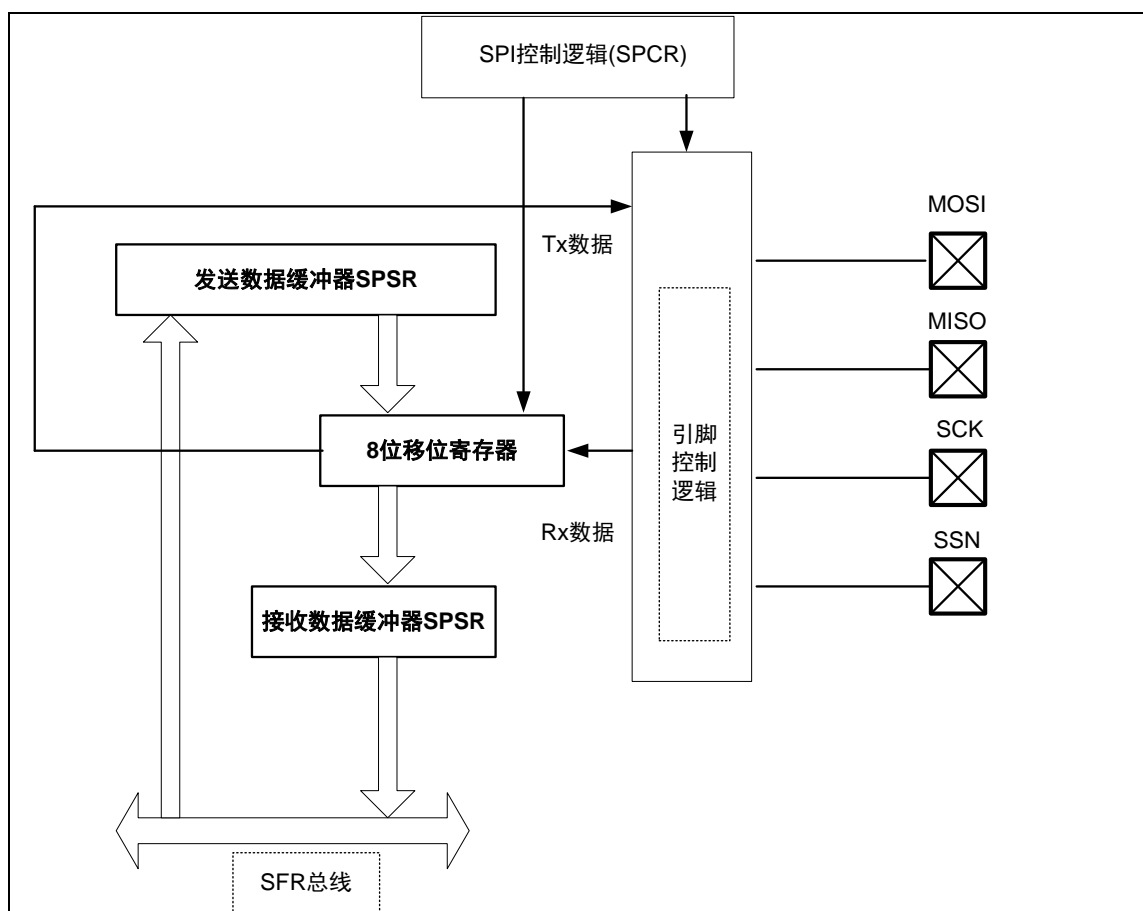 SPI控制逻辑(SPCR)
MOSI
Tx数据
发送数据缓冲器SPSR
MISO
SCK
8位移位寄存器
引脚
控制
逻辑
Rx数据
SSN
接收数据缓冲器SPSR
SFR总线